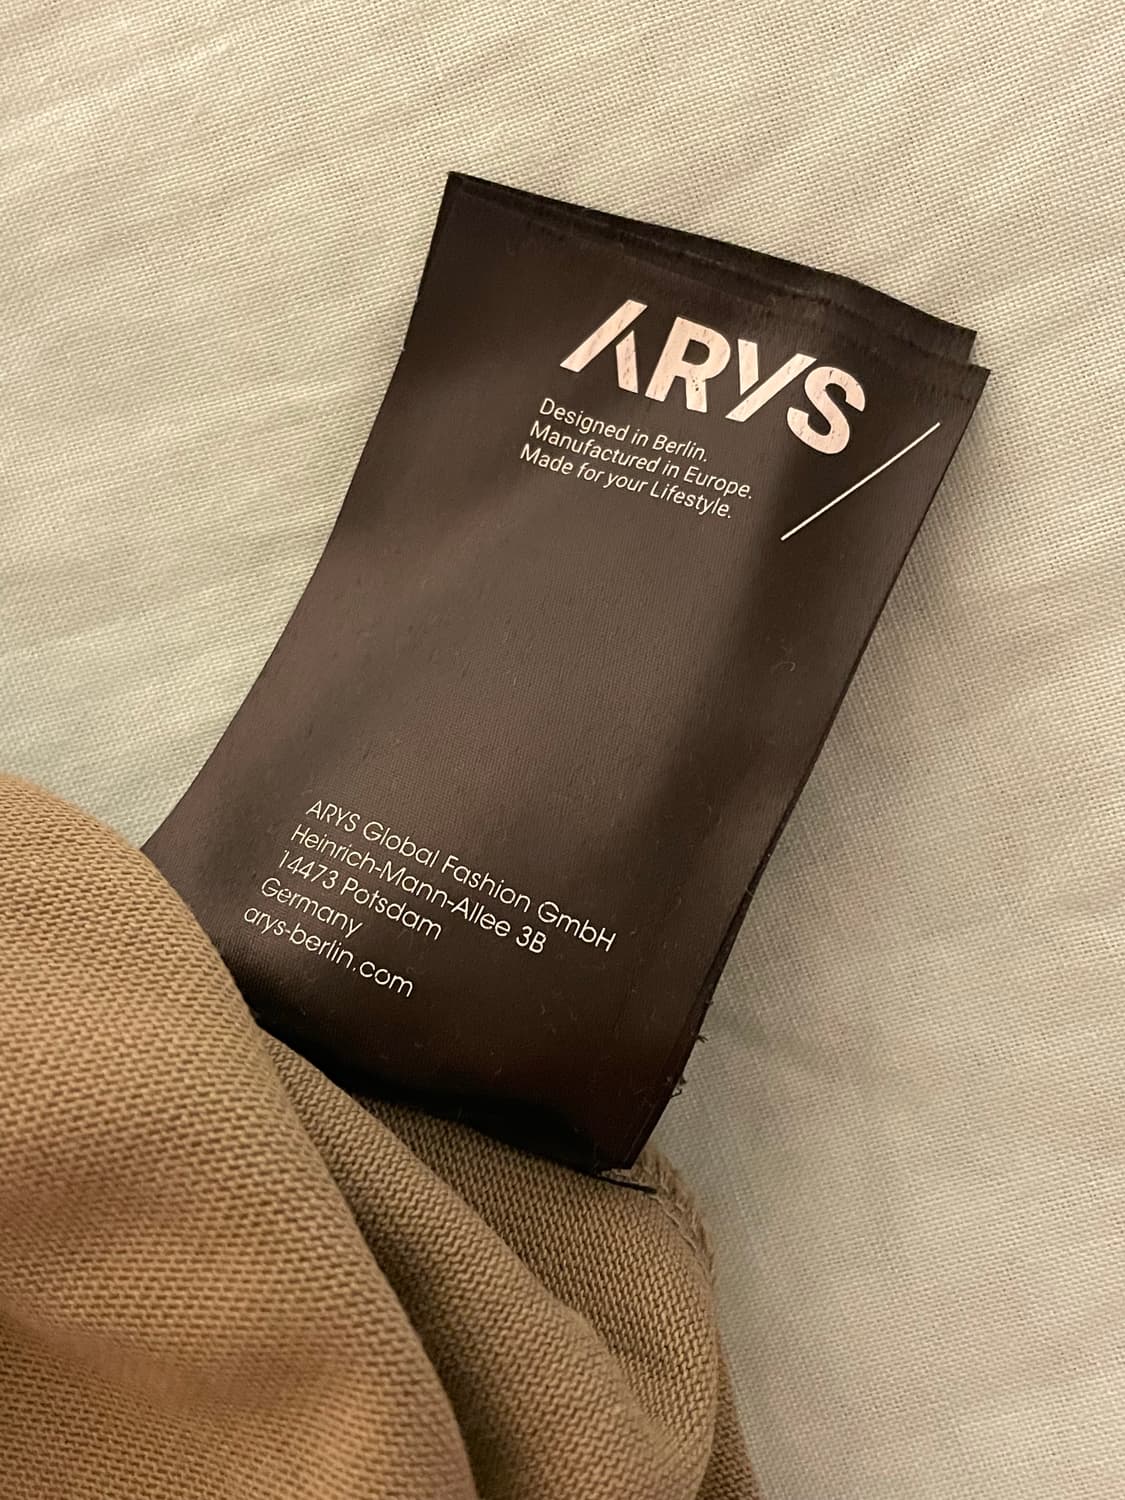 ARYS
Designed in Berlin.
Manufactured in Europe.
Made for your Lifestyle.
ARYS Global Fashion GmbH
Heinrich-Mann-Allee 3B
14473 Potsdam
Germany
arys-berlin.com